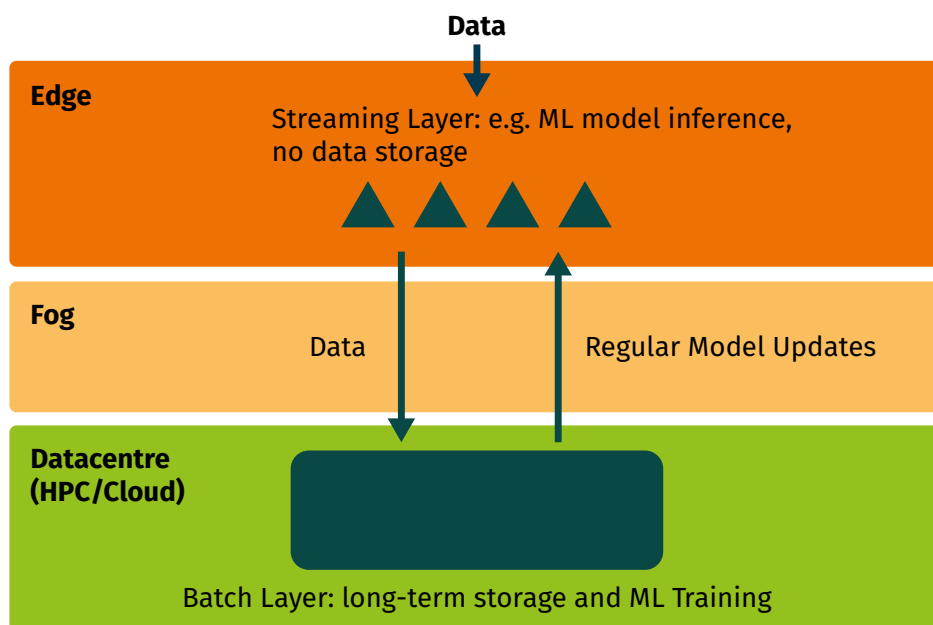 Data
Edge
Streaming Layer: e.g. ML model inference,
no data storage
Fog
Data
Regular Model Updates
Datacentre
(HPC/Cloud)
Batch Layer: long-term storage and ML Training